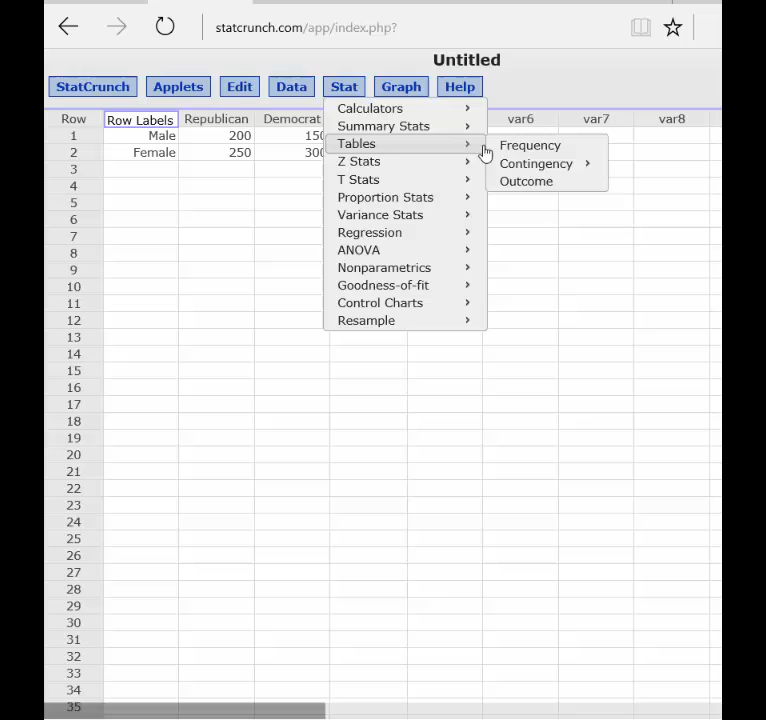 statcrunch.com/app/index.php?
Untitled
StatCrunch Applets Edit Data Stat Graph Help
Row Row Labels Republican Democrat var6 var7 var8
1 Male 200 150
2 Female 250 300
3
4
5
6
7
8
9
10
11
12
13
14
15
16
17
18
19
20
21
22
23
24
25
26
27
28
29
30
31
32
33
34
35
Calculators
Summary Stats
Tables
Z Stats
T Stats
Proportion Stats
Variance Stats
Regression
ANOVA
Nonparametrics
Goodness-of-fit
Control Charts
Resample
Frequency
Contingency
Outcome